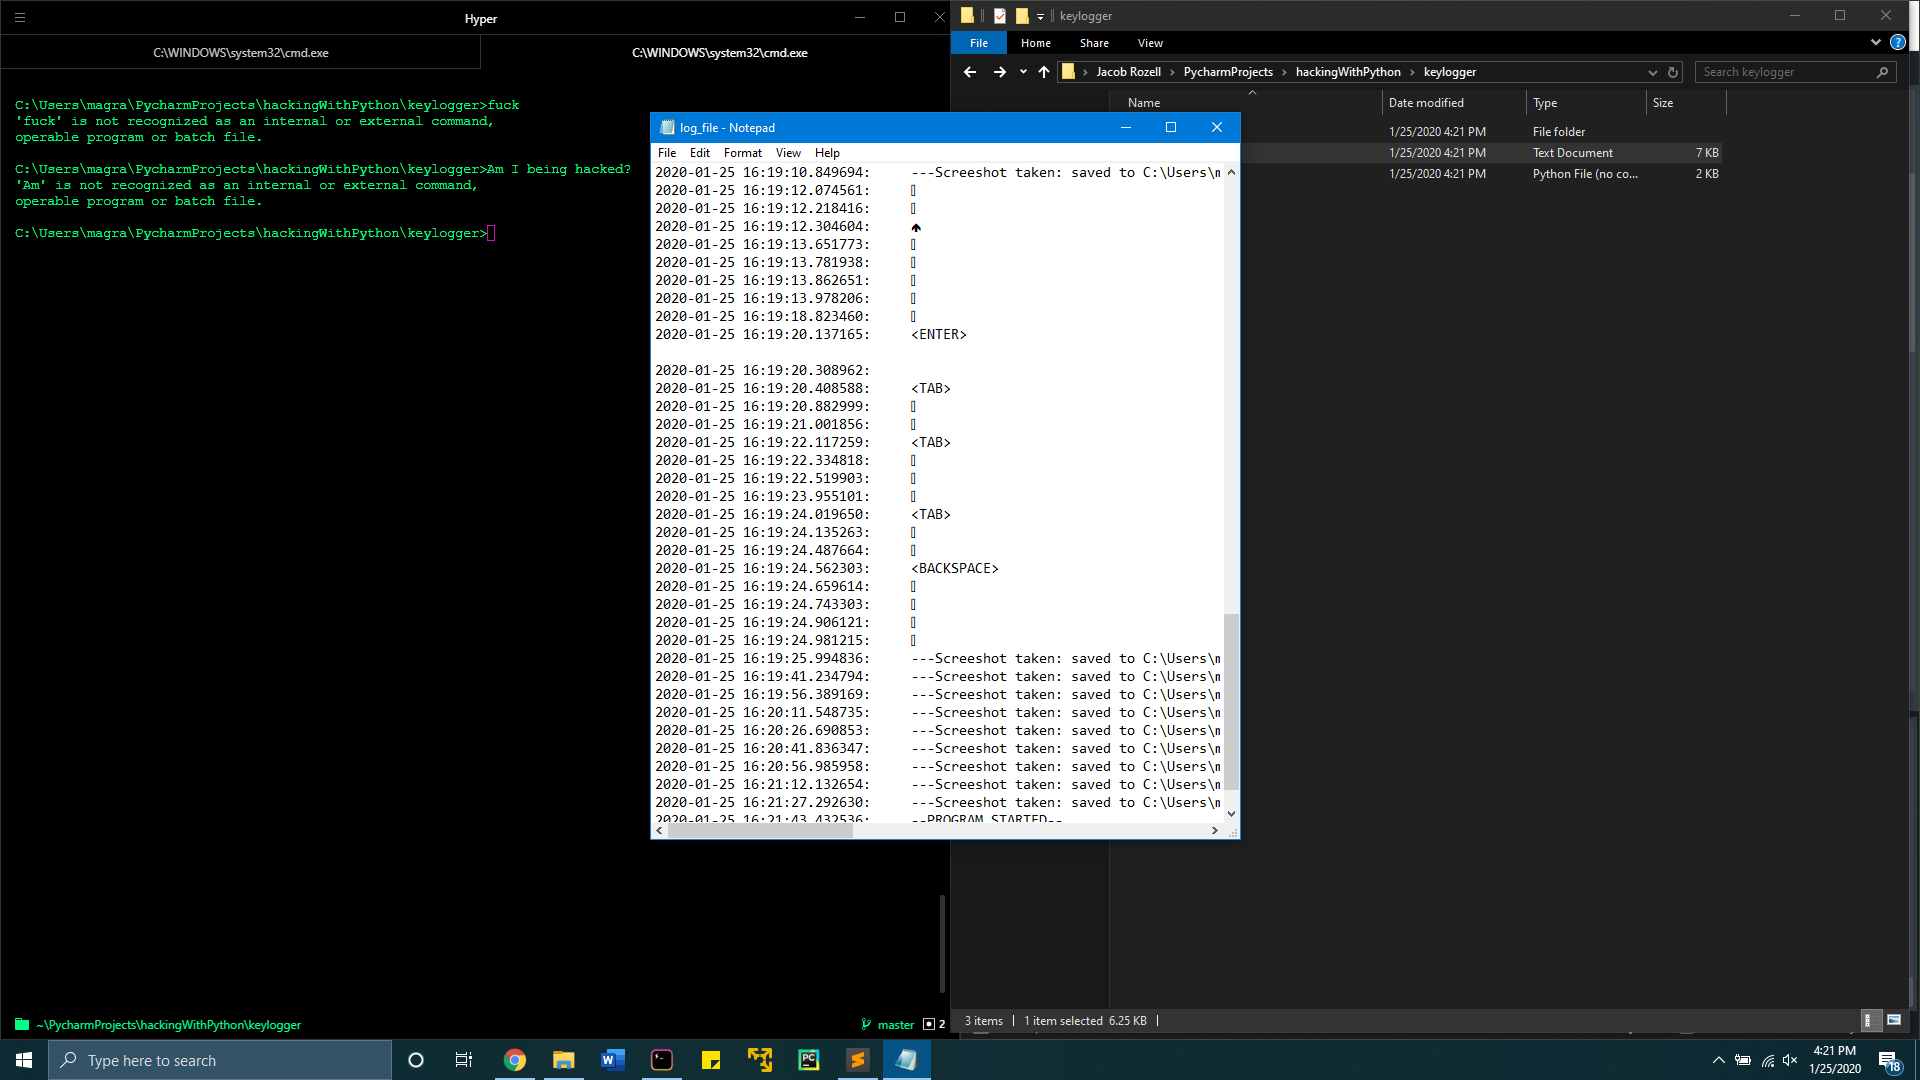 Hyper
C:\WINDOWS\system32\cmd.exe
C:\WINDOWS\system32\cmd.exe
C:\Users\magra\PycharmProjects\hackingWithPython\keylogger>fuck
'fuck' is not recognized as an internal or external command,
operable program or batch file.
C:\Users\magra\PycharmProjects\hackingWithPython\keylogger>Am I being hacked?
'Am' is not recognized as an internal or external command,
operable program or batch file.
C:\Users\magra\PycharmProjects\hackingWithPython\keylogger>
~\PycharmProjects\hackingWithPython\keylogger
master 2
keylogger
File Home Share View
Jacob Rozell > PycharmProjects > hackingWithPython > keylogger
Search keylogger
Name Date modified Type Size
1/25/2020 4:21 PM File folder
1/25/2020 4:21 PM Text Document 7 KB
1/25/2020 4:21 PM Python File (no co... 2 KB
3 items 1 item selected 6.25 KB
log_file - Notepad
File Edit Format View Help
2020-01-25 16:19:10.849694: ---Screeshot taken: saved to C:\Users\m
2020-01-25 16:19:12.074561:
2020-01-25 16:19:12.218416:
2020-01-25 16:19:12.304604:
2020-01-25 16:19:13.651773:
2020-01-25 16:19:13.781938:
2020-01-25 16:19:13.862651:
2020-01-25 16:19:13.978206:
2020-01-25 16:19:18.823460:
2020-01-25 16:19:20.137165: <ENTER>
2020-01-25 16:19:20.308962:
2020-01-25 16:19:20.408588: <TAB>
2020-01-25 16:19:20.882999:
2020-01-25 16:19:21.001856:
2020-01-25 16:19:22.117259: <TAB>
2020-01-25 16:19:22.334818:
2020-01-25 16:19:22.519903:
2020-01-25 16:19:23.955101:
2020-01-25 16:19:24.019650: <TAB>
2020-01-25 16:19:24.135263:
2020-01-25 16:19:24.487664:
2020-01-25 16:19:24.562303: <BACKSPACE>
2020-01-25 16:19:24.659614:
2020-01-25 16:19:24.743303:
2020-01-25 16:19:24.906121:
2020-01-25 16:19:24.981215:
2020-01-25 16:19:25.994836: ---Screeshot taken: saved to C:\Users\m
2020-01-25 16:19:41.234794: ---Screeshot taken: saved to C:\Users\m
2020-01-25 16:19:56.389169: ---Screeshot taken: saved to C:\Users\m
2020-01-25 16:20:11.548735: ---Screeshot taken: saved to C:\Users\m
2020-01-25 16:20:26.690853: ---Screeshot taken: saved to C:\Users\m
2020-01-25 16:20:41.836347: ---Screeshot taken: saved to C:\Users\m
2020-01-25 16:20:56.985958: ---Screeshot taken: saved to C:\Users\m
2020-01-25 16:21:12.132654: ---Screeshot taken: saved to C:\Users\m
2020-01-25 16:21:27.292630: ---Screeshot taken: saved to C:\Users\m
2020-01-25 16:21:43.432536: --PROGRAM STARTED--
Type here to search
4:21 PM
1/25/2020
18